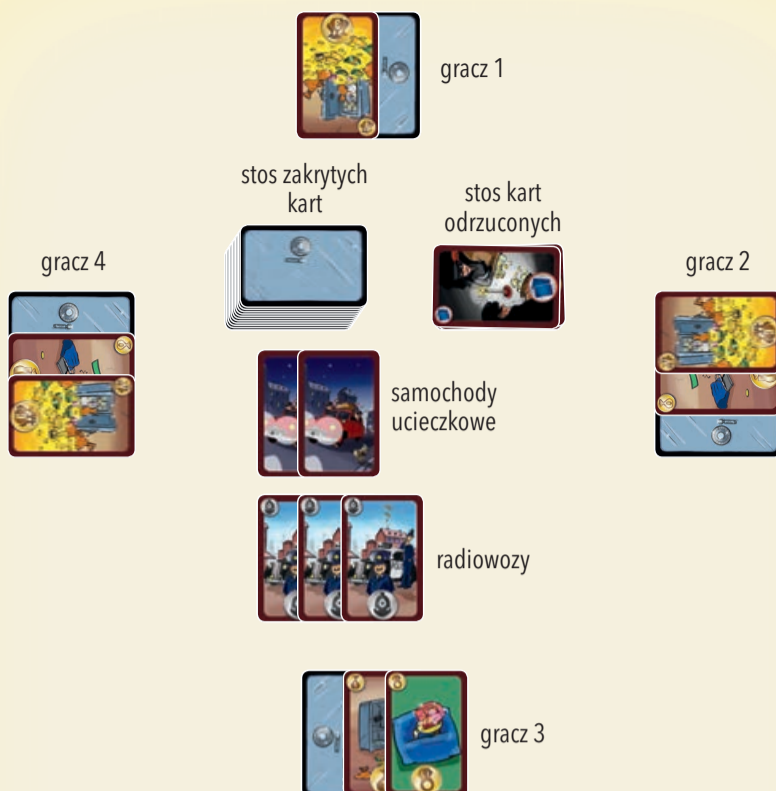 gracz 1
stos zakrytych
kart
stos kart
odrzuconych
gracz 4
gracz 2
samochody
ucieczkowe
radiowozy
gracz 3